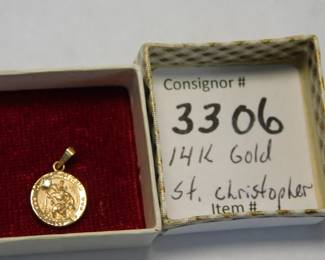 Consignor #
3306
14K Gold
St. Christopher
Item #